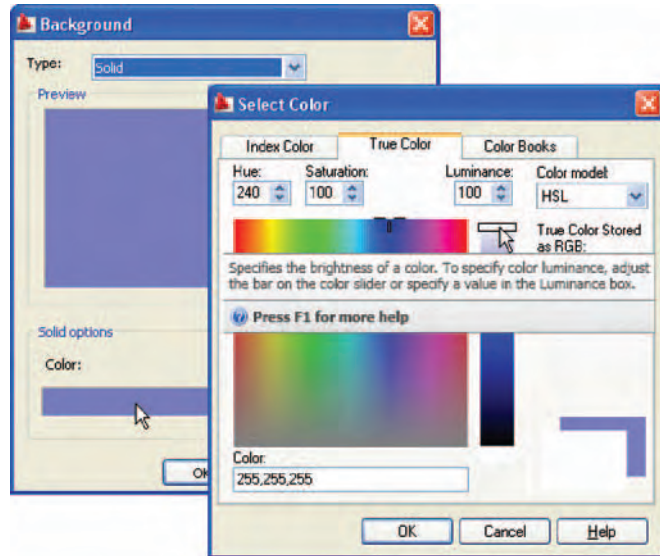 Background
Type:
Solid
Preview
Solid options
Color:
Select Color
Index Color
True Color
Color Books
Hue:
Saturation:
Luminance:
Color model:
240
100
100
HSL
True Color Stored
as RGB:
Specifies the brightness of a color. To specify color luminance, adjust
the bar on the color slider or specify a value in the Luminance box.
Press F1 for more help
Color:
255,255,255
OK
Cancel
Help